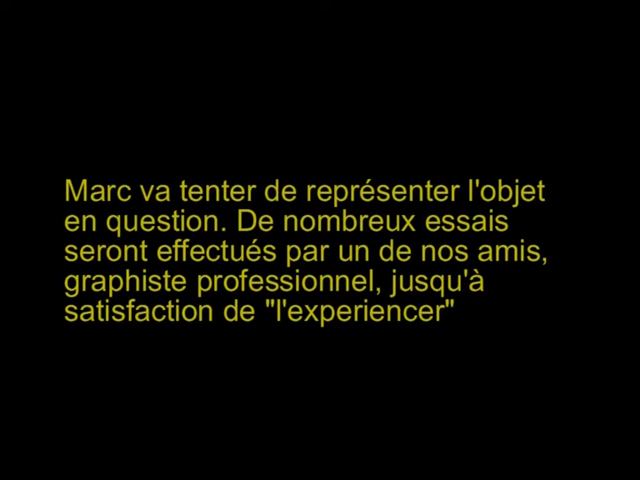 Marc va tenter de représenter l'objet
en question. De nombreux essais
seront effectués par un de nos amis,
graphiste professionnel, jusqu'à
satisfaction de "l'experiencer"